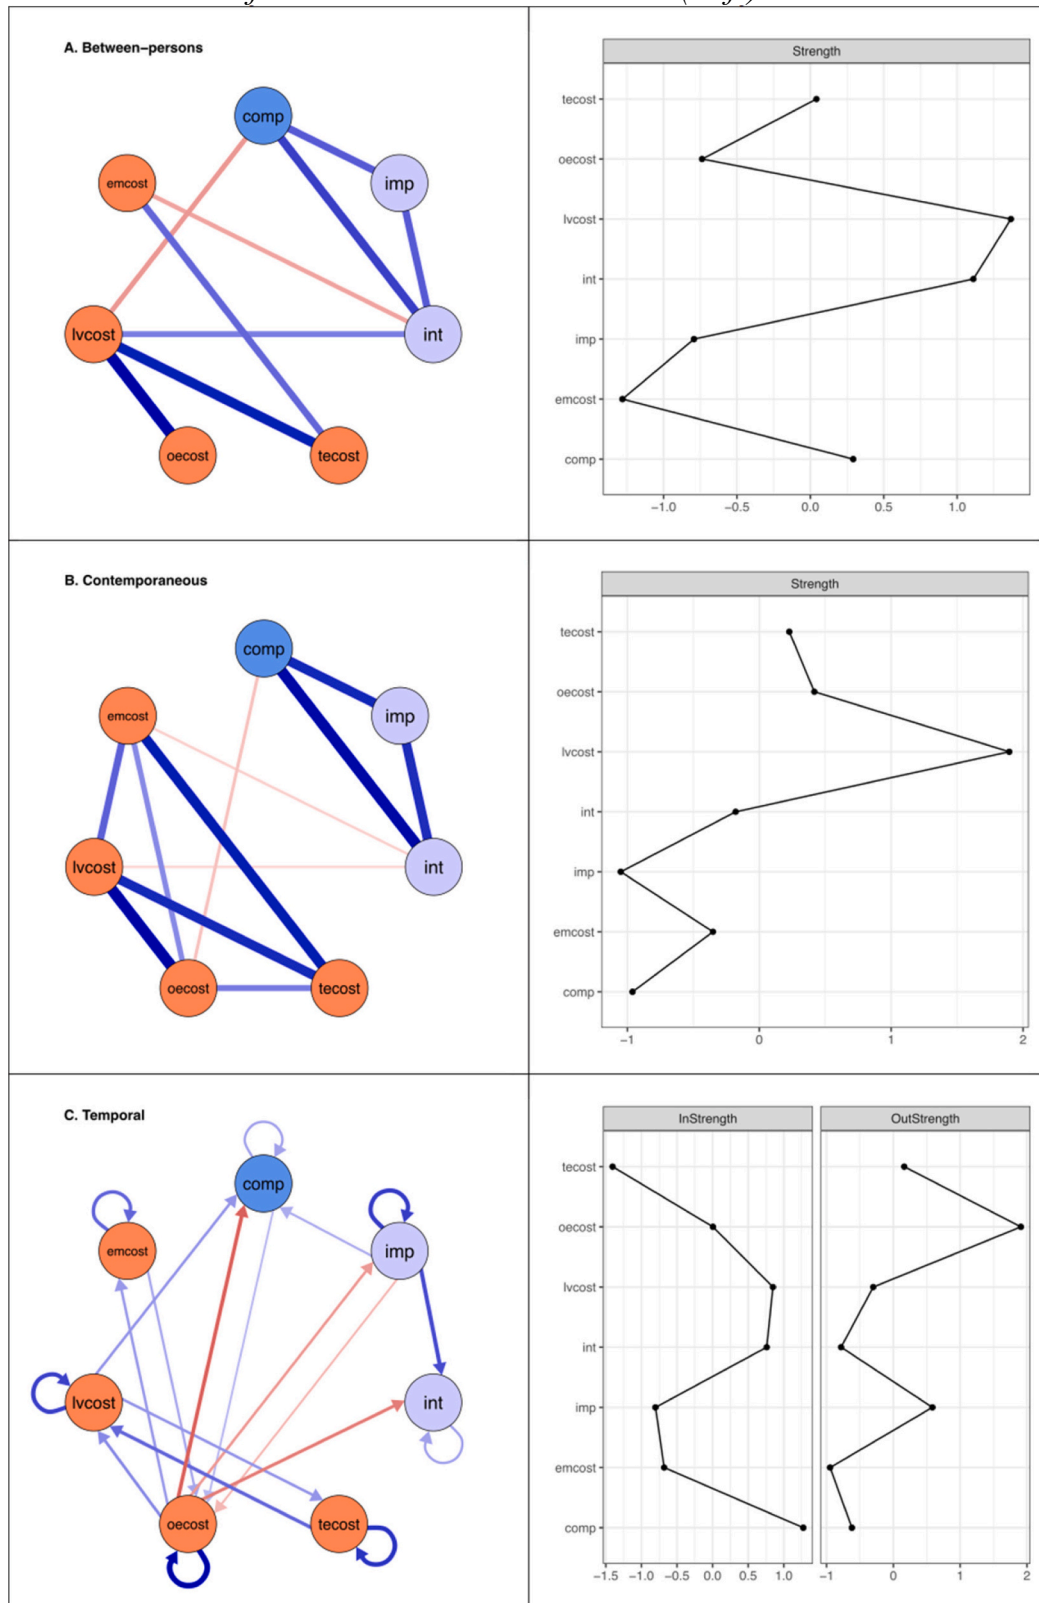 A. Between–persons
comp
emcost
imp
lvcost
int
oecost
tecost
Strength
tecost
oecost
lvcost
int
imp
emcost
comp
−1.0 −0.5 0.0 0.5 1.0
B. Contemporaneous
comp
emcost
imp
lvcost
int
oecost
tecost
Strength
tecost
oecost
lvcost
int
imp
emcost
comp
−1 0 1 2
C. Temporal
comp
emcost
imp
lvcost
int
oecost
tecost
InStrength OutStrength
tecost
oecost
lvcost
int
imp
emcost
comp
−1.5 −1.0 −0.5 0.0 0.5 1.0 −1 0 1 2